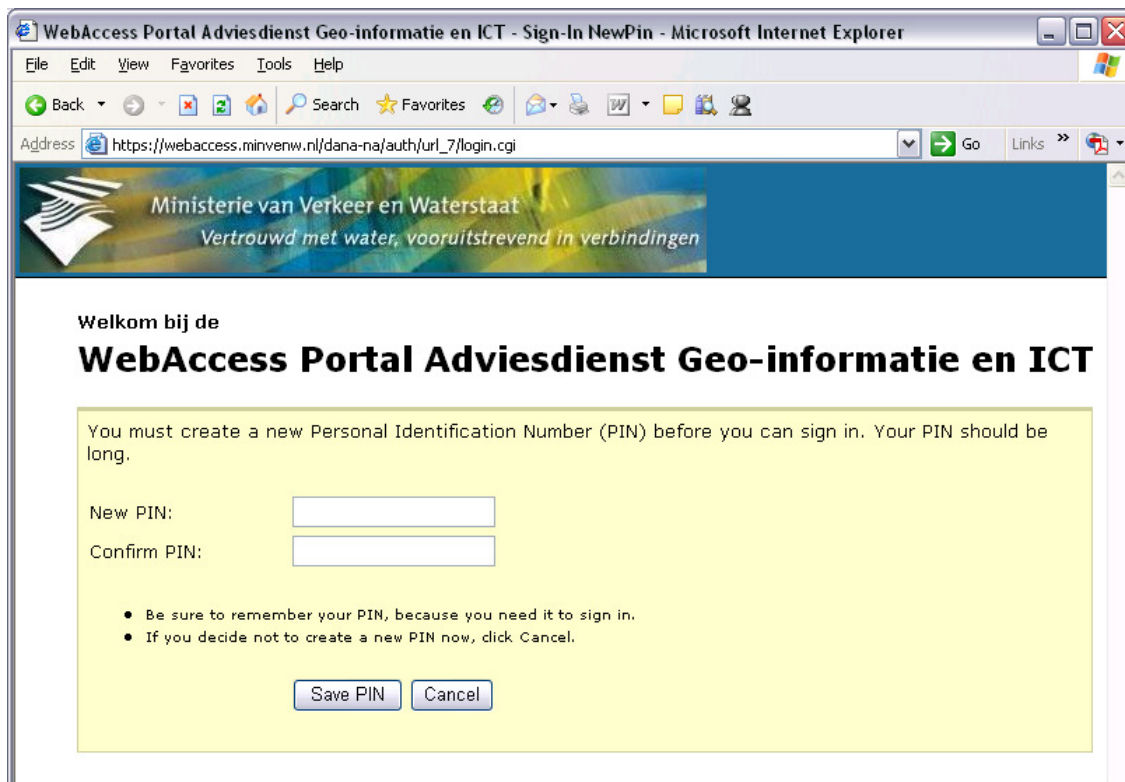 WebAccess Portal Adviesdienst Geo-informatie en ICT - Sign-In NewPin - Microsoft Internet Explorer
File Edit View Favorites Tools Help
Back Search Favorites W
Address https://webaccess.minvenw.nl/dana-na/auth/url_7/login.cgi Go Links »
Ministerie van Verkeer en Waterstaat
Vertrouwd met water, vooruitstrevend in verbindingen
Welkom bij de
WebAccess Portal Adviesdienst Geo-informatie en ICT
You must create a new Personal Identification Number (PIN) before you can sign in. Your PIN should be
long.
New PIN:
Confirm PIN:
• Be sure to remember your PIN, because you need it to sign in.
• If you decide not to create a new PIN now, click Cancel.
Save PIN Cancel